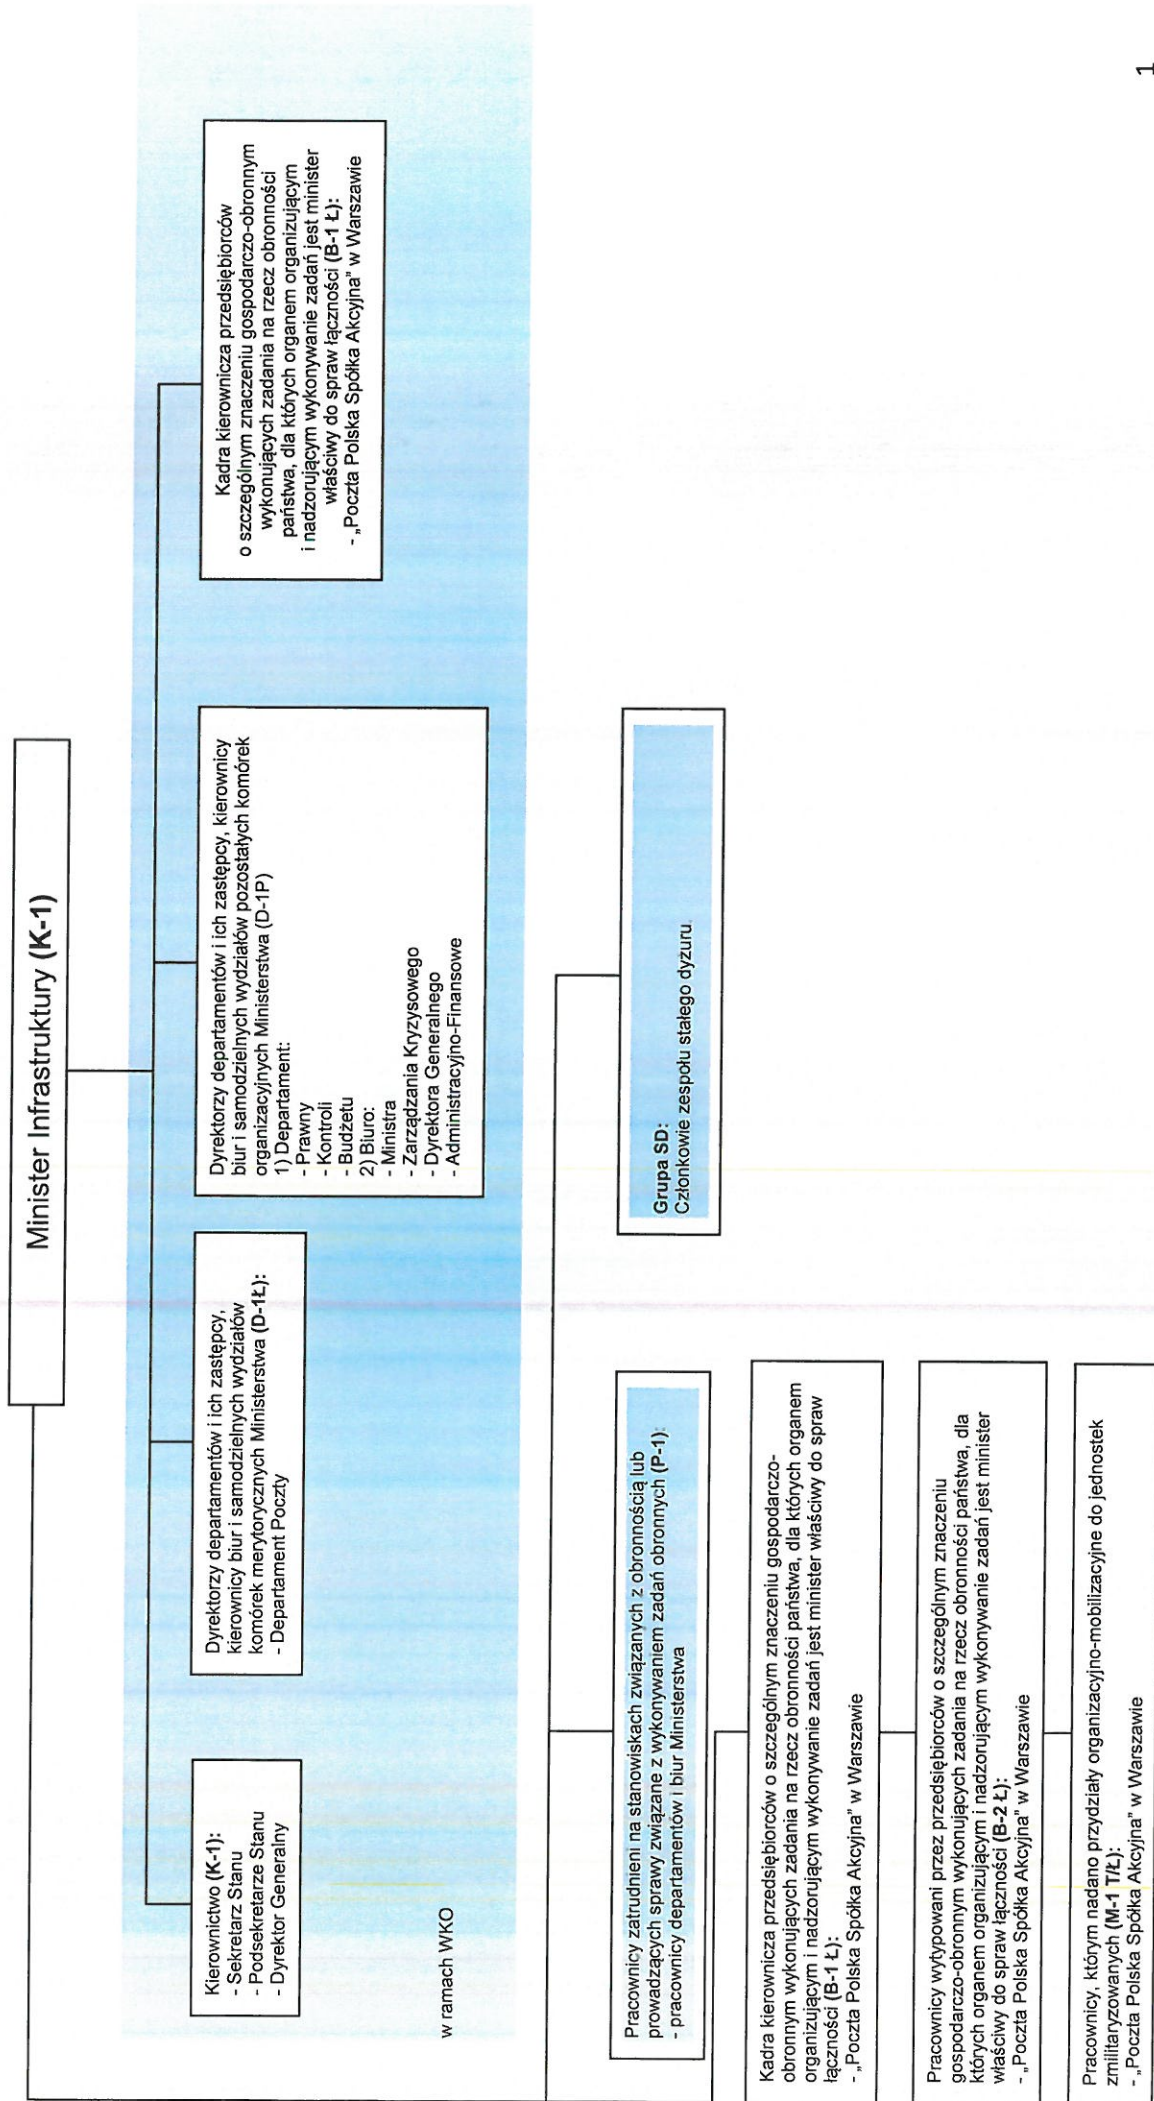 Minister Infrastruktury (K-1)
Kierownictwo (K-1):
- Sekretarz Stanu
- Podsekretarze Stanu
- Dyrektor Generalny
Dyrektorzy departamentów i ich zastępcy,
kierownicy biur i samodzielnych wydziałów
komórek merytorycznych Ministerstwa (D-1Ł):
- Departament Poczty
Dyrektorzy departamentów i ich zastępcy, kierownicy
biur i samodzielnych wydziałów pozostałych komórek
organizacyjnych Ministerstwa (D-1P)
1) Departament:
- Prawny
- Kontroli
- Budżetu
2) Biuro:
- Ministra
- Zarządzania Kryzysowego
- Dyrektora Generalnego
- Administracyjno-Finansowe
Kadra kierownicza przedsiębiorców
o szczególnym znaczeniu gospodarczo-obronnym
wykonujących zadania na rzecz obronności
państwa, dla których organem organizującym
i nadzorującym wykonywanie zadań jest minister
właściwy do spraw łączności (B-1 Ł):
- „Poczta Polska Spółka Akcyjna” w Warszawie
w ramach WKO
Pracownicy zatrudnieni na stanowiskach związanych z obronnością lub
prowadzących sprawy związane z wykonywaniem zadań obronnych (P-1):
- pracownicy departamentów i biur Ministerstwa
Grupa SD:
Członkowie zespołu stałego dyżuru.
Kadra kierownicza przedsiębiorców o szczególnym znaczeniu gospodarczo-
obronnym wykonujących zadania na rzecz obronności państwa, dla których organem
organizującym i nadzorującym wykonywanie zadań jest minister właściwy do spraw
łączności (B-1 Ł):
- „Poczta Polska Spółka Akcyjna” w Warszawie
Pracownicy wytypowani przez przedsiębiorców o szczególnym znaczeniu
gospodarczo-obronnym wykonujących zadania na rzecz obronności państwa, dla
których organem organizującym i nadzorującym wykonywanie zadań jest minister
właściwy do spraw łączności (B-2 Ł):
- „Poczta Polska Spółka Akcyjna” w Warszawie
Pracownicy, którym nadano przydziały organizacyjno-mobilizacyjne do jednostek
zmilitaryzowanych (M-1 T/Ł):
- „Poczta Polska Spółka Akcyjna” w Warszawie
1